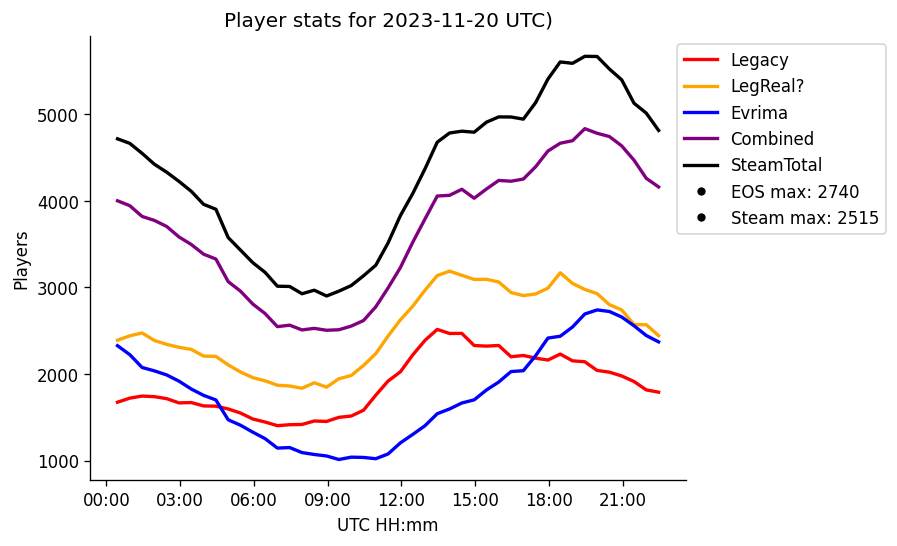 Player stats for 2023-11-20 UTC)
Legacy
LegReal?
Evrima
Combined
SteamTotal
EOS max: 2740
Steam max: 2515
Players
5000
4000
3000
2000
1000
00:00 03:00 06:00 09:00 12:00 15:00 18:00 21:00
UTC HH:mm